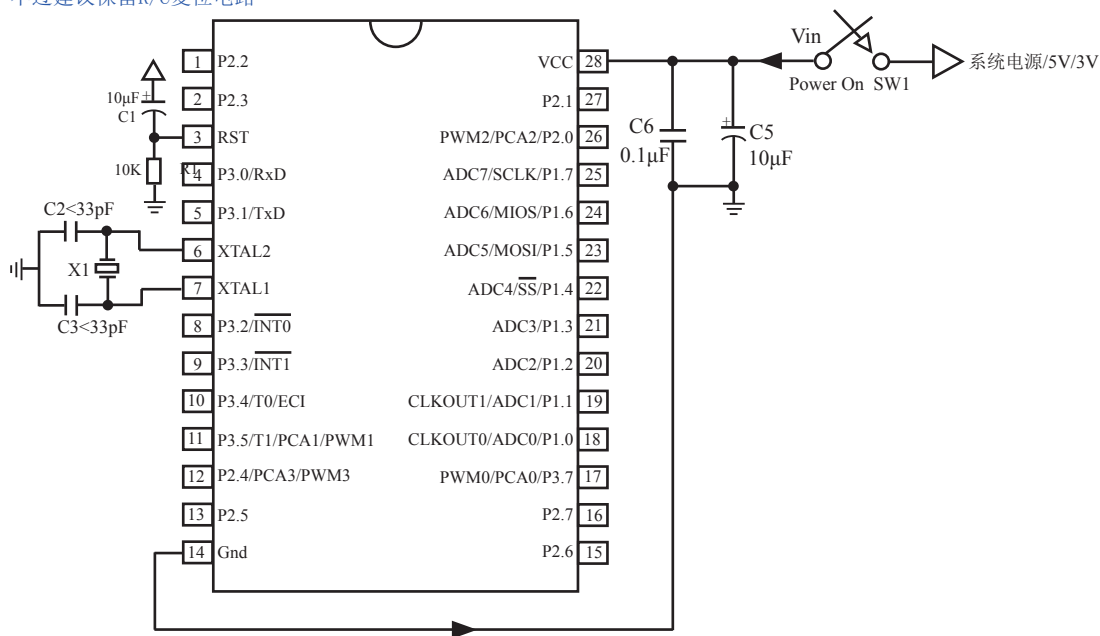 1 P2.2
2 P2.3
3 RST
4 P3.0/RxD
5 P3.1/TxD
6 XTAL2
7 XTAL1
8 P3.2/INT0
9 P3.3/INT1
10 P3.4/T0/ECI
11 P3.5/T1/PCA1/PWM1
12 P2.4/PCA3/PWM3
13 P2.5
14 Gnd
VCC 28
P2.1 27
PWM2/PCA2/P2.0 26
ADC7/SCLK/P1.7 25
ADC6/MIOS/P1.6 24
ADC5/MOSI/P1.5 23
ADC4/SS/P1.4 22
ADC3/P1.3 21
ADC2/P1.2 20
CLKOUT1/ADC1/P1.1 19
CLKOUT0/ADC0/P1.0 18
PWM0/PCA0/P3.7 17
P2.7 16
P2.6 15
10μF +
C1
10K R1
C2<33pF
X1
C3<33pF
C6
0.1μF
+
C5
10μF
Vin
Power On SW1
系统电源/5V/3V